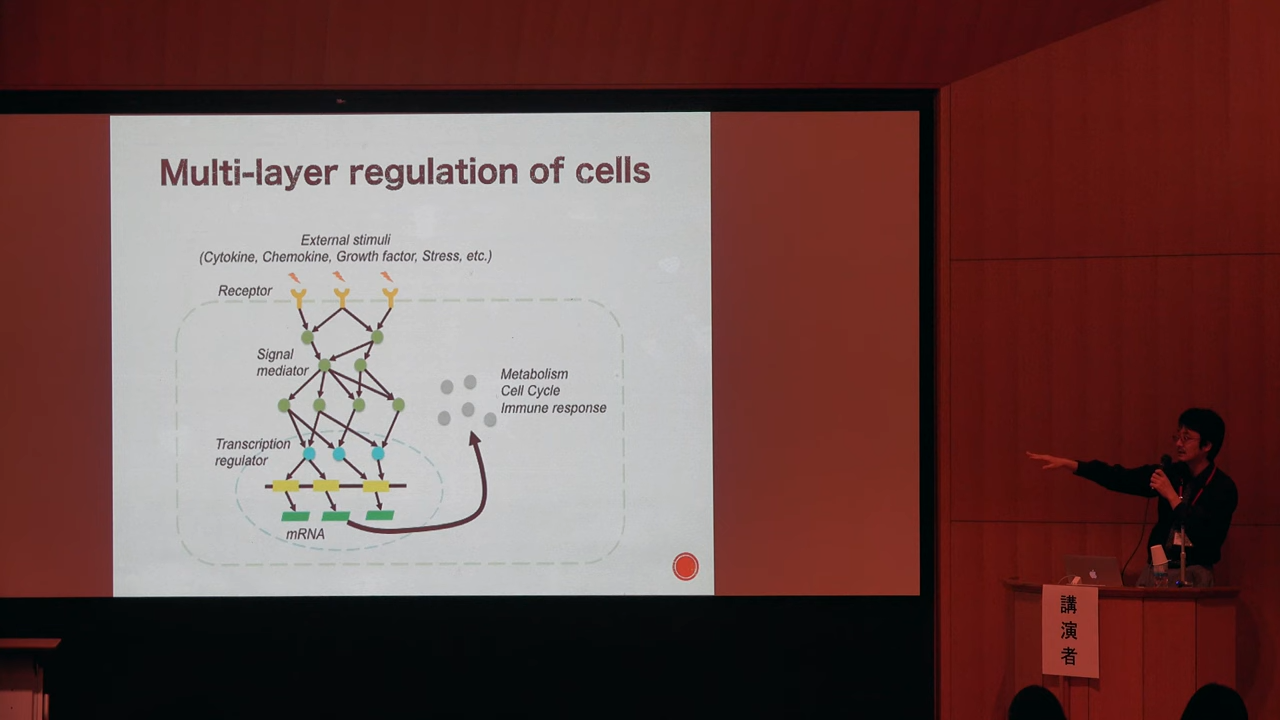 Multi-layer regulation of cells
External stimuli
(Cytokine, Chemokine, Growth factor, Stress, etc.)
Receptor
Signal
mediator
Metabolism
Cell Cycle
Immune response
Transcription
regulator
mRNA
講演者